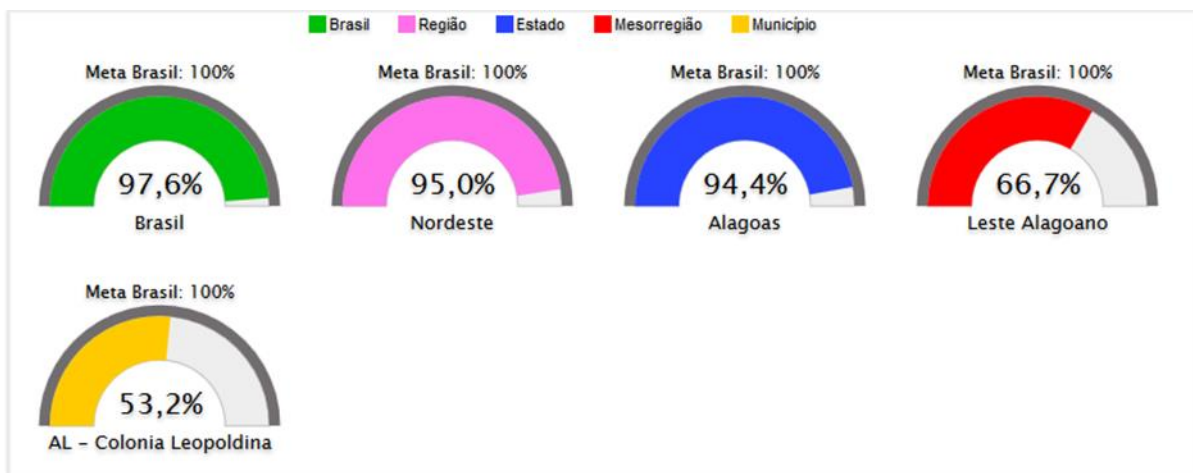 Brasil Região Estado Mesorregião Município
Meta Brasil: 100% Meta Brasil: 100% Meta Brasil: 100% Meta Brasil: 100%
97,6% 95,0% 94,4% 66,7%
Brasil Nordeste Alagoas Leste Alagoano
Meta Brasil: 100%
53,2%
AL - Colonia Leopoldina